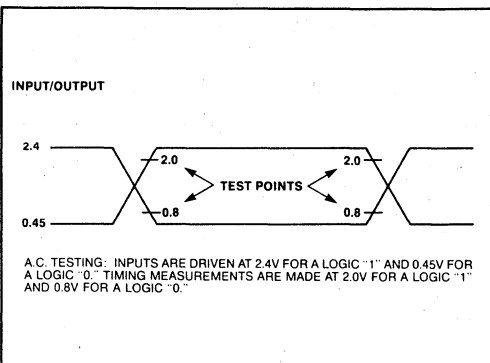 INPUT/OUTPUT
2.4
2.0
2.0
TEST POINTS
0.8
0.8
0.45
A.C. TESTING: INPUTS ARE DRIVEN AT 2.4V FOR A LOGIC "1" AND 0.45V FOR
A LOGIC "0." TIMING MEASUREMENTS ARE MADE AT 2.0V FOR A LOGIC "1"
AND 0.8V FOR A LOGIC "0."